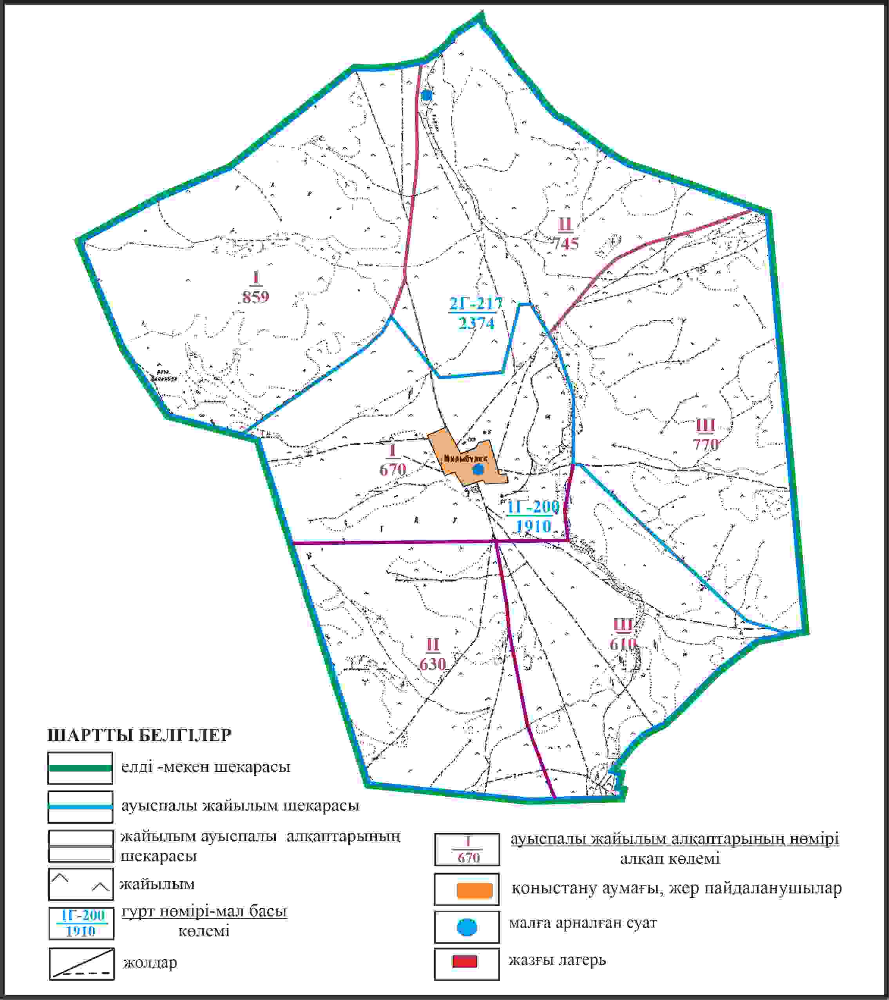 II
745
I
859
2Г-217
2374
III
770
I
670
1Г-200
1910
III
610
II
630
ШАРТТЫ БЕЛГІЛЕР
елді -мекен шекарасы
ауыспалы жайылым шекарасы
жайылым ауыспалы алқаптарының
шекарасы
жайылым
1Г-200
1910
гурт нөмірі-мал басы
көлемі
жолдар
I
670
ауыспалы жайылым алқаптарының нөмірі
алқап көлемі
қоныстану аумағы, жер пайдаланушылар
малға арналған суат
жазғы лагерь